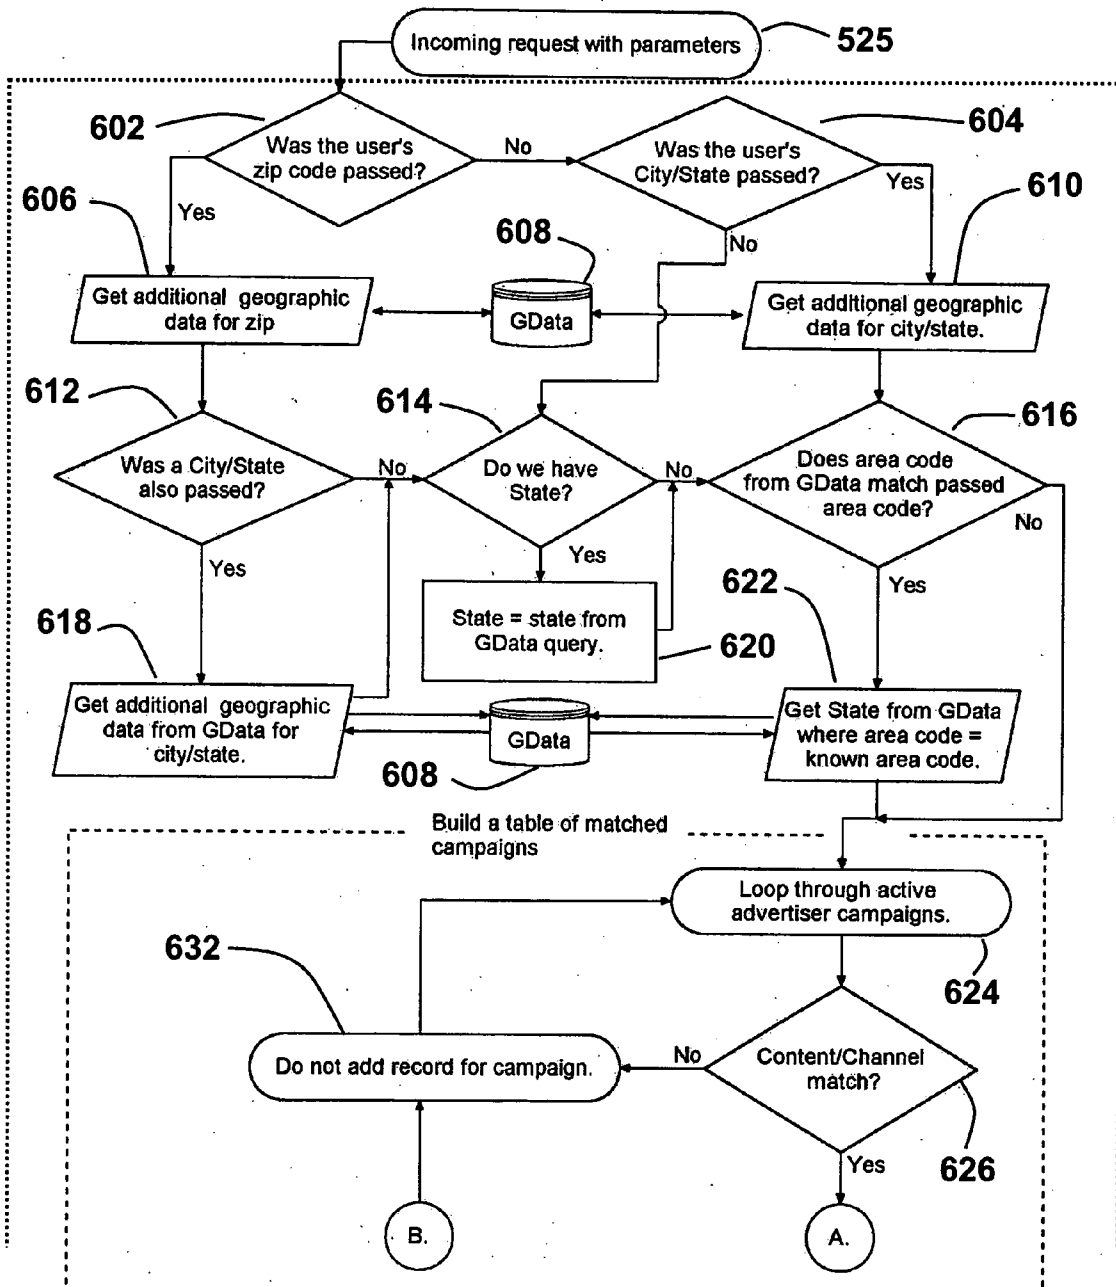 Incoming request with parameters
525
602
Was the user's
zip code passed?
No
604
Was the user's
City/State passed?
Yes
606
Yes
608
No
610
Get additional geographic
data for zip
GData
Get additional geographic
data for city/state.
612
614
616
Was a City/State
also passed?
No
Do we have
State?
No
Does area code
from GData match passed
area code?
No
Yes
Yes
Yes
618
622
State = state from
GData query.
620
Get additional geographic
data from GData for
city/state.
GData
608
Get State from GData
where area code =
known area code.
Build a table of matched
campaigns
Loop through active
advertiser campaigns.
624
632
Do not add record for campaign.
No
Content/Channel
match?
626
Yes
B.
A.